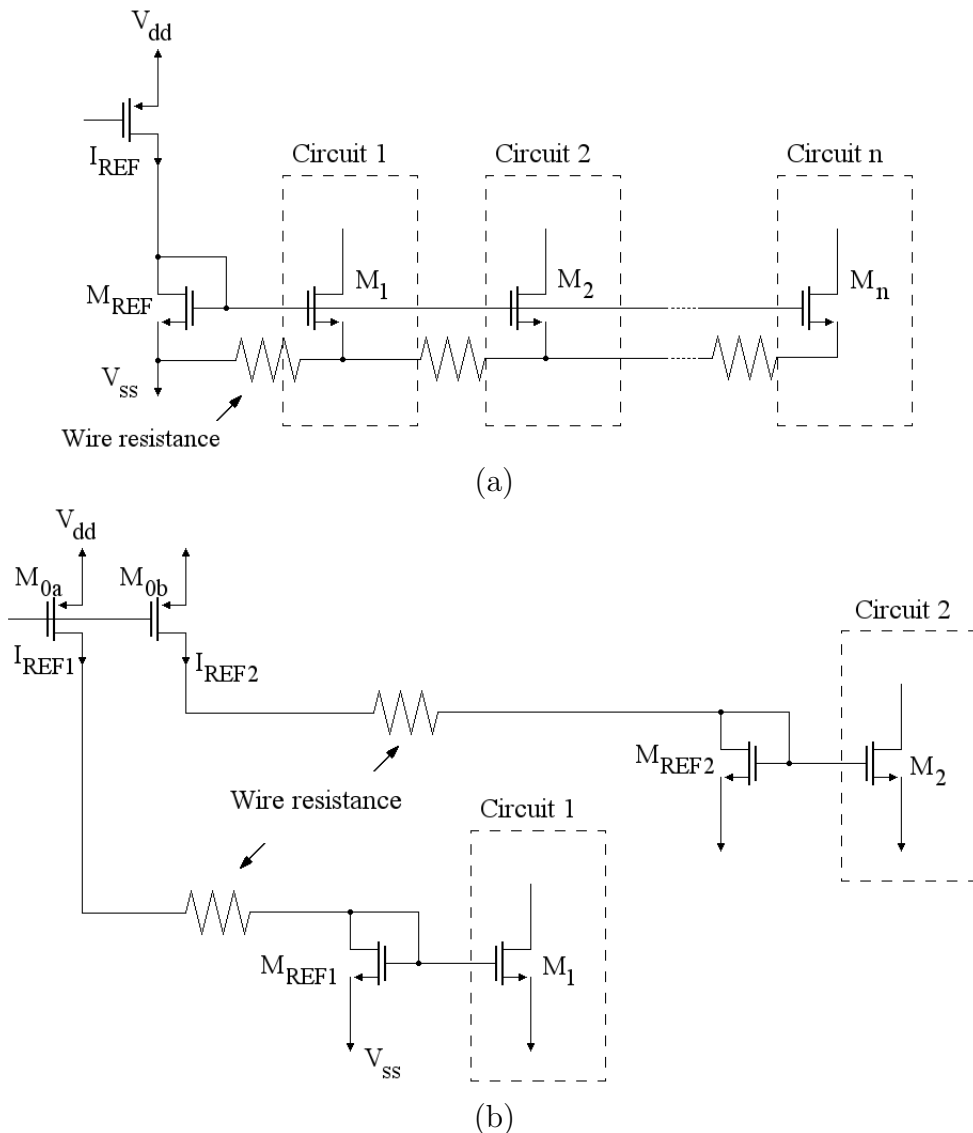 V_dd
I_REF
Circuit 1
Circuit 2
Circuit n
M_REF
M_1
M_2
M_n
V_ss
Wire resistance
(a)
V_dd
M_0a
M_0b
I_REF1
I_REF2
Circuit 2
M_REF2
M_2
Wire resistance
Circuit 1
M_REF1
M_1
V_ss
(b)